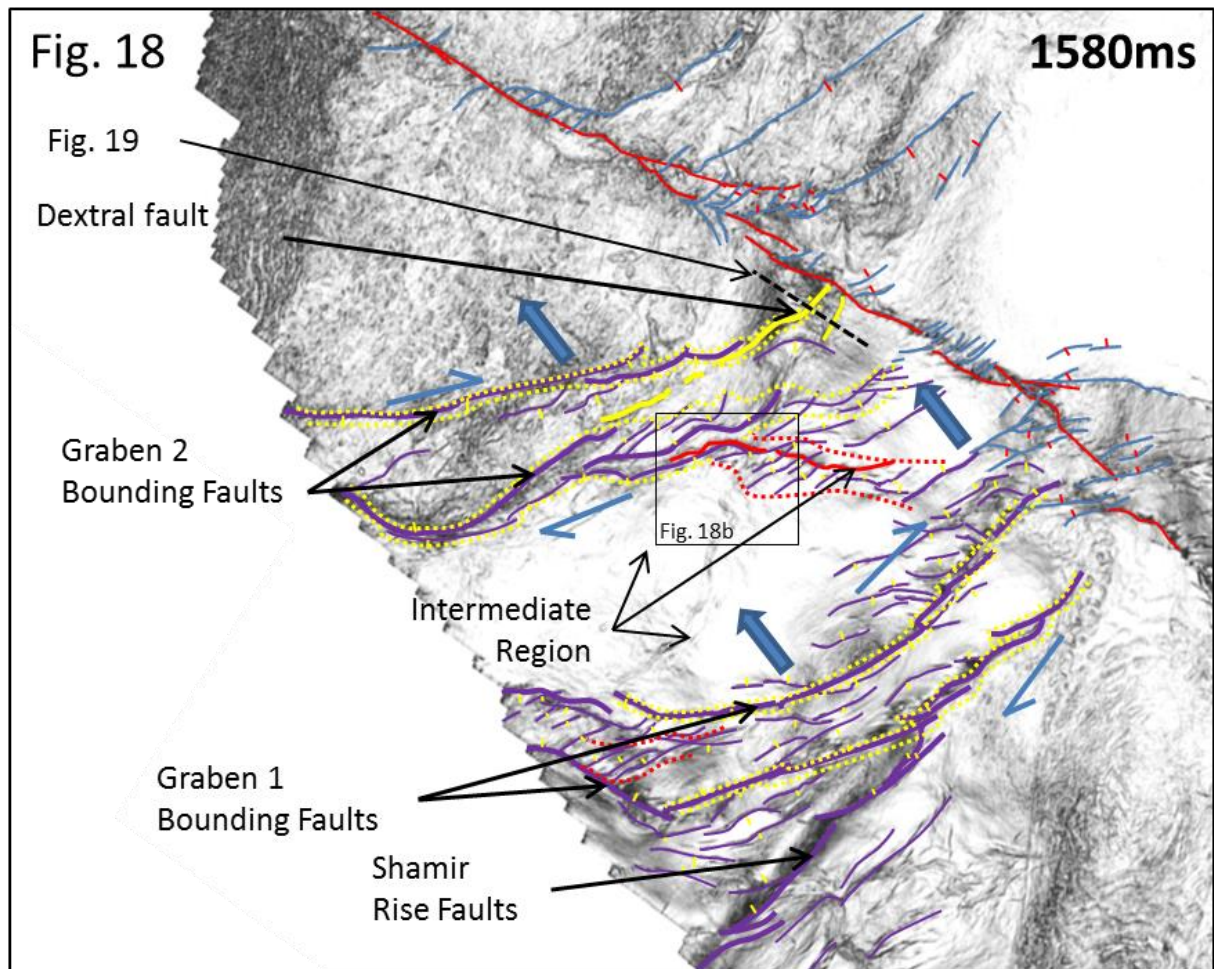 Fig. 18
1580ms
Fig. 19
Dextral fault
Graben 2
Bounding Faults
Fig. 18b
Intermediate
Region
Graben 1
Bounding Faults
Shamir
Rise Faults